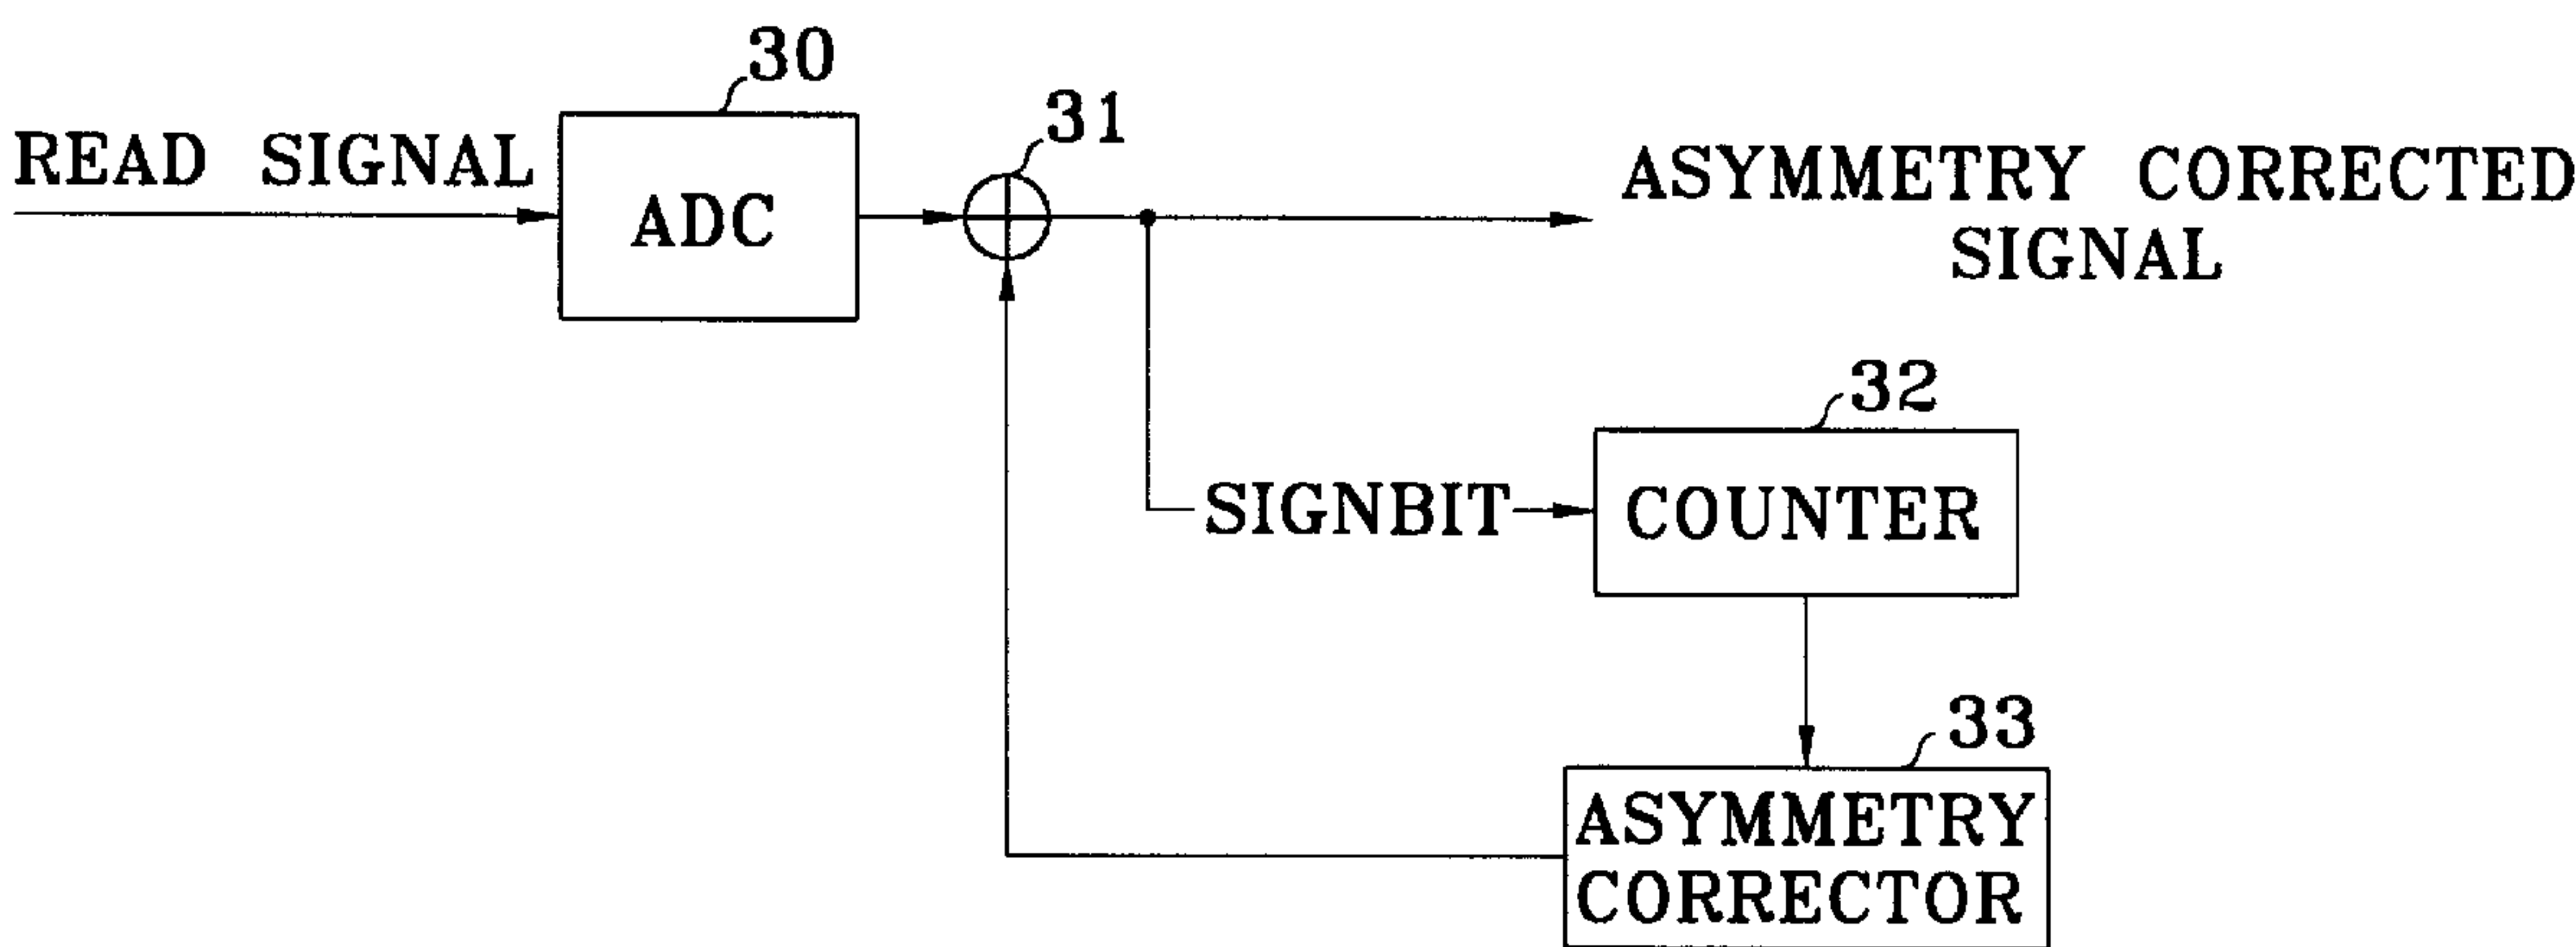 30
31
READ SIGNAL
ADC
ASYMMETRY CORRECTED
SIGNAL
32
SIGNBIT
COUNTER
33
ASYMMETRY
CORRECTOR